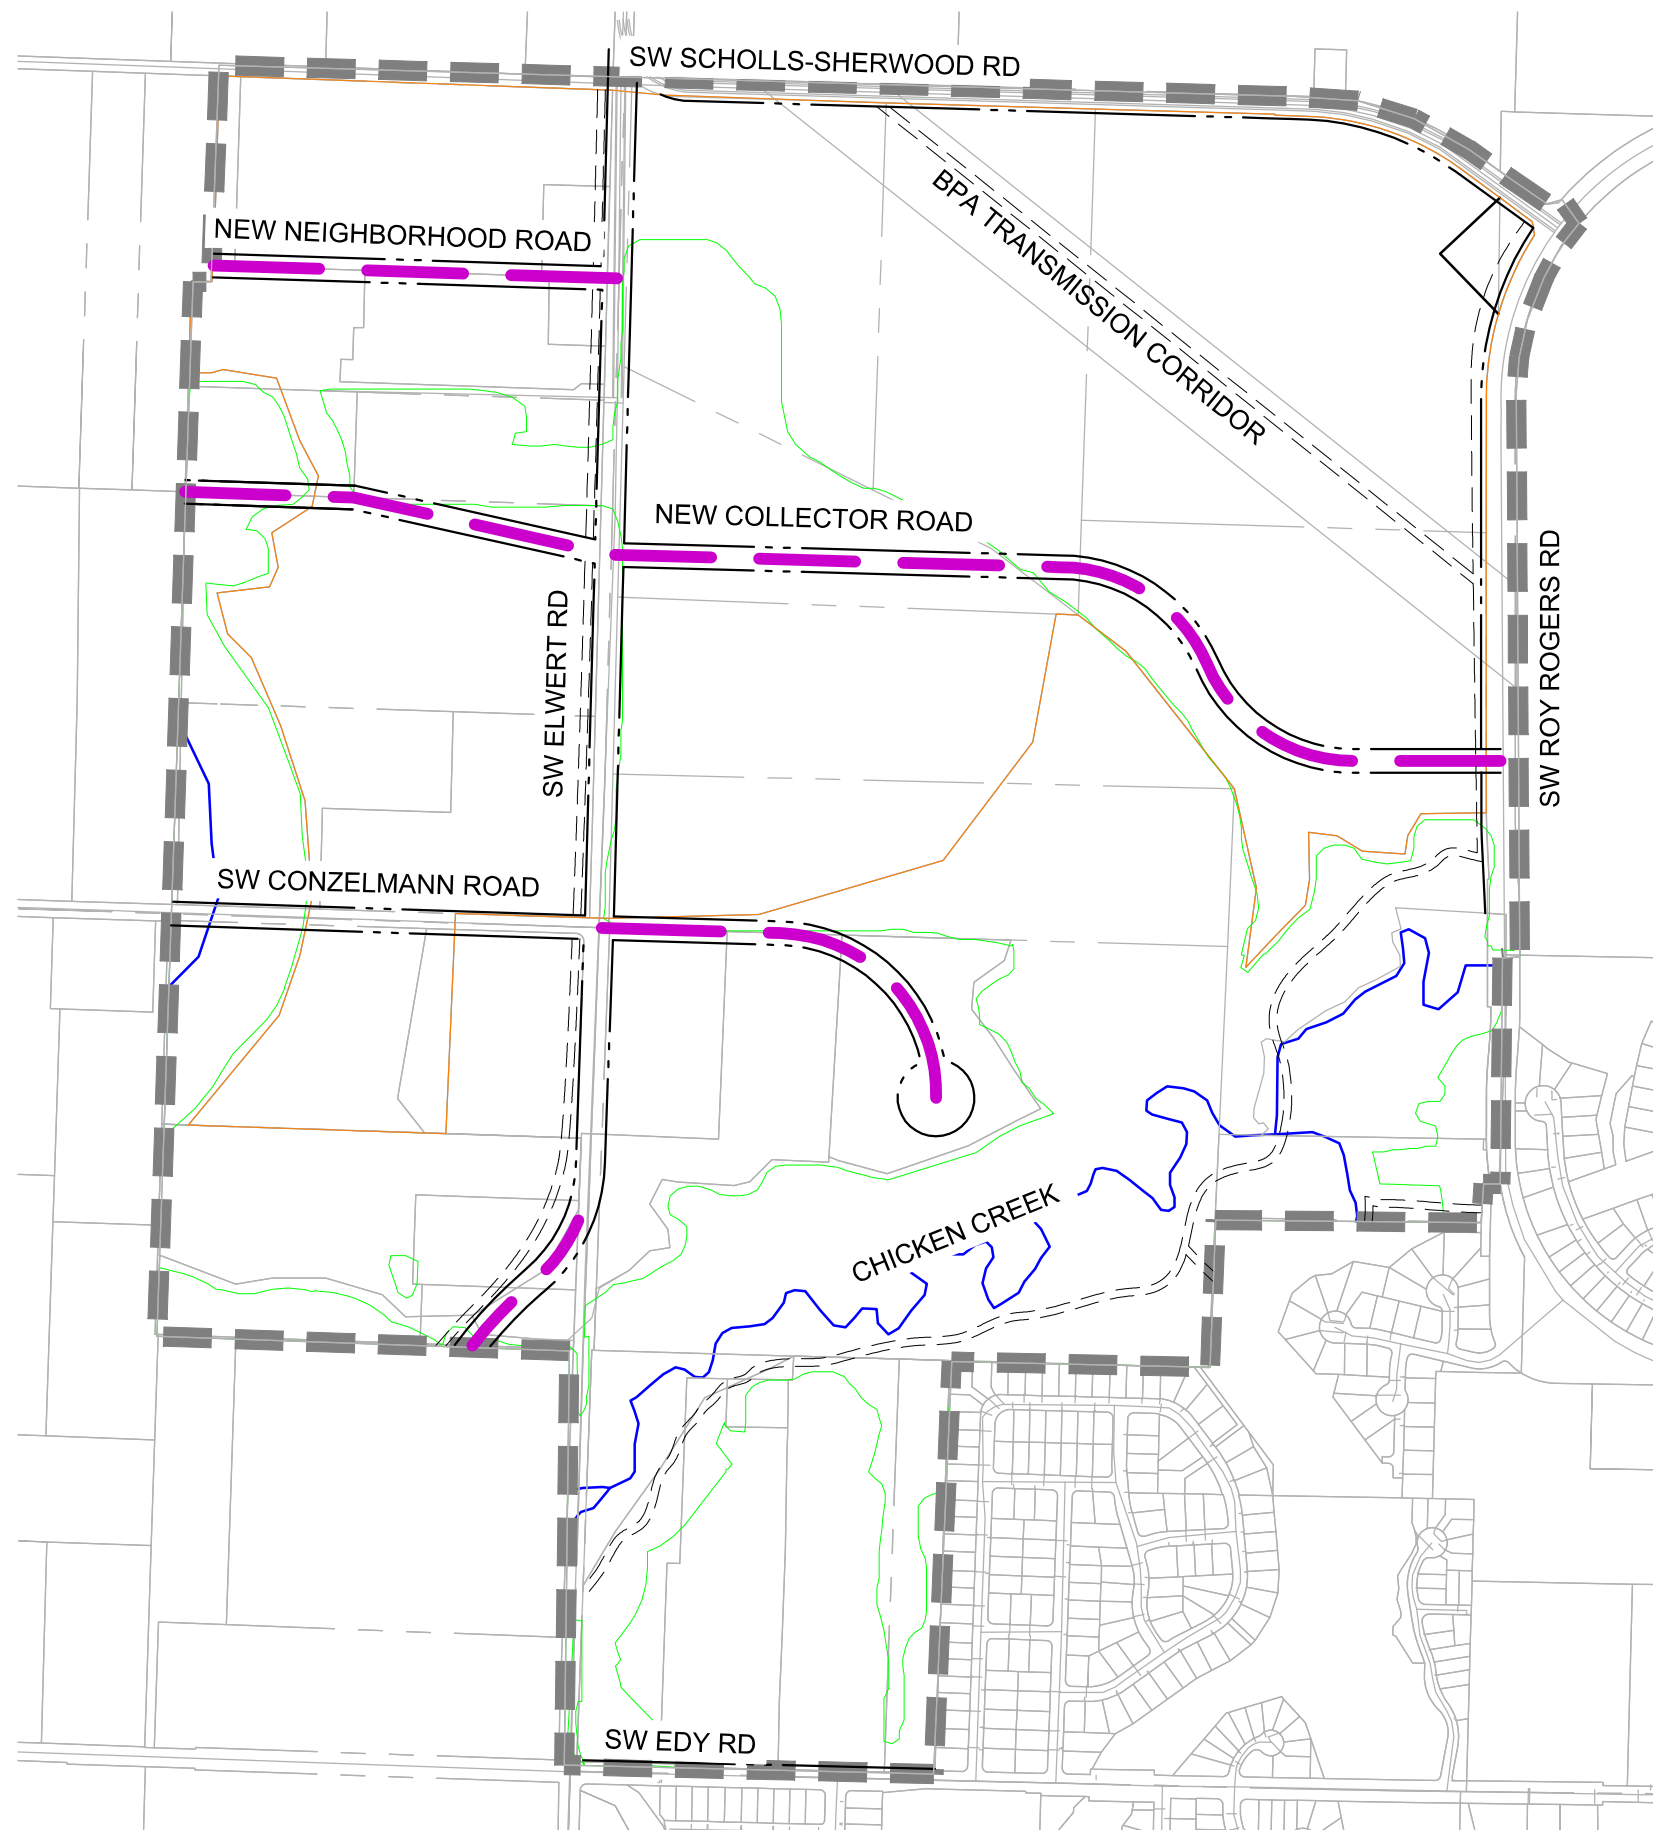 SW SCHOLLS-SHERWOOD RD
BPA TRANSMISSION CORRIDOR
NEW NEIGHBORHOOD ROAD
NEW COLLECTOR ROAD
SW ROY ROGERS RD
SW ELWERT RD
SW CONZELMANN ROAD
CHICKEN CREEK
SW EDY RD